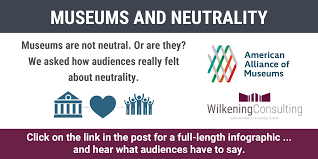 MUSEUMS AND NEUTRALITY
Museums are not neutral. Or are they?
We asked how audiences really felt
about neutrality.
American
Alliance of
Museums
WilkeningConsulting
Click on the link in the post for a full-length infographic ...
and hear what audiences have to say.